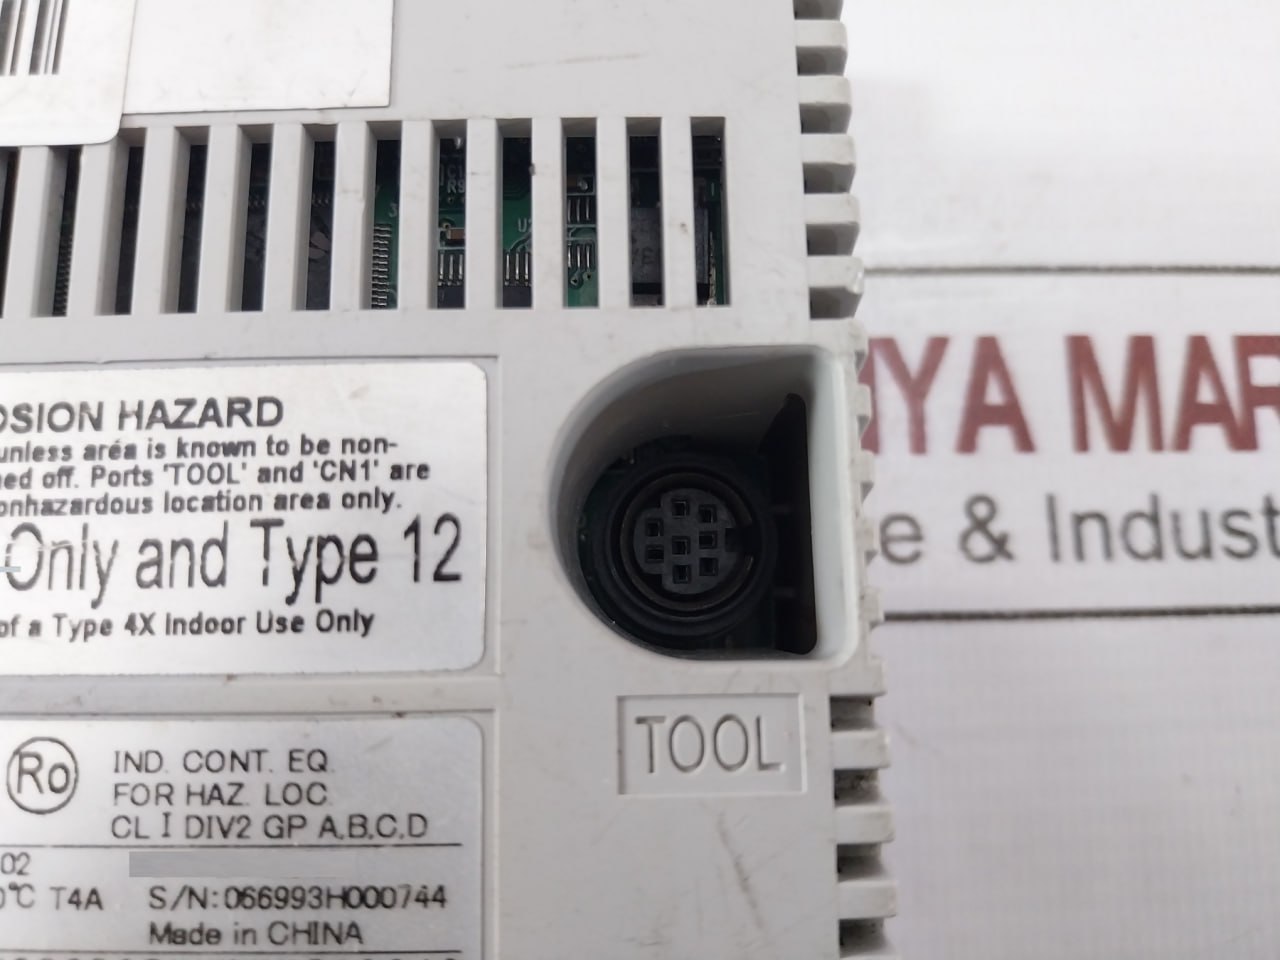 OSION HAZARD
unless aréa is known to be non-
ned off. Ports 'TOOL' and 'CN1' are
onhazardous location area only.
Only and Type 12
of a Type 4X Indoor Use Only
TOOL
Ro
IND. CONT. EQ.
FOR HAZ. LOC.
CL I DIV2 GP A,B,C,D
02
0℃ T4A
S/N:066993H000744
Made in CHINA
YA MAR
e & Indust